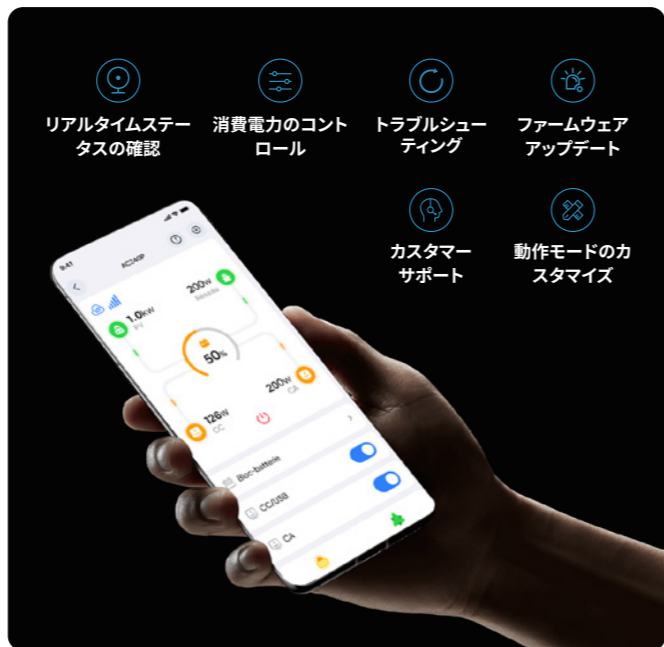 リアルタイムステー
タスの確認
消費電力のコント
ロール
トラブルシュー
ティング
ファームウェア
アップデート
カスタマー
サポート
動作モードのカ
スタマイズ
9:41
1.0kW
PV
200W
50%
126W
CC
200W
CA
Bloc-batterie
CC/USB
CA